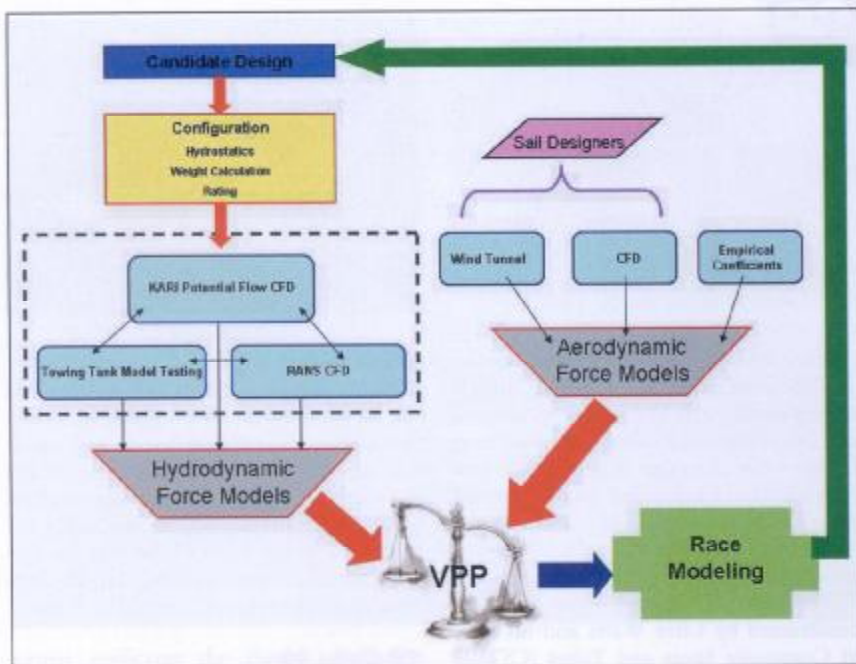 Candidate Design
Configuration
Hydrostatics
Weight Calculation
Rating
Sail Designers
Wind Tunnel
CFD
Empirical
Coefficients
KARI Potential Flow CFD
Towing Tank Model Testing
RANS CFD
Aerodynamic
Force Models
Hydrodynamic
Force Models
VPP
Race
Modeling